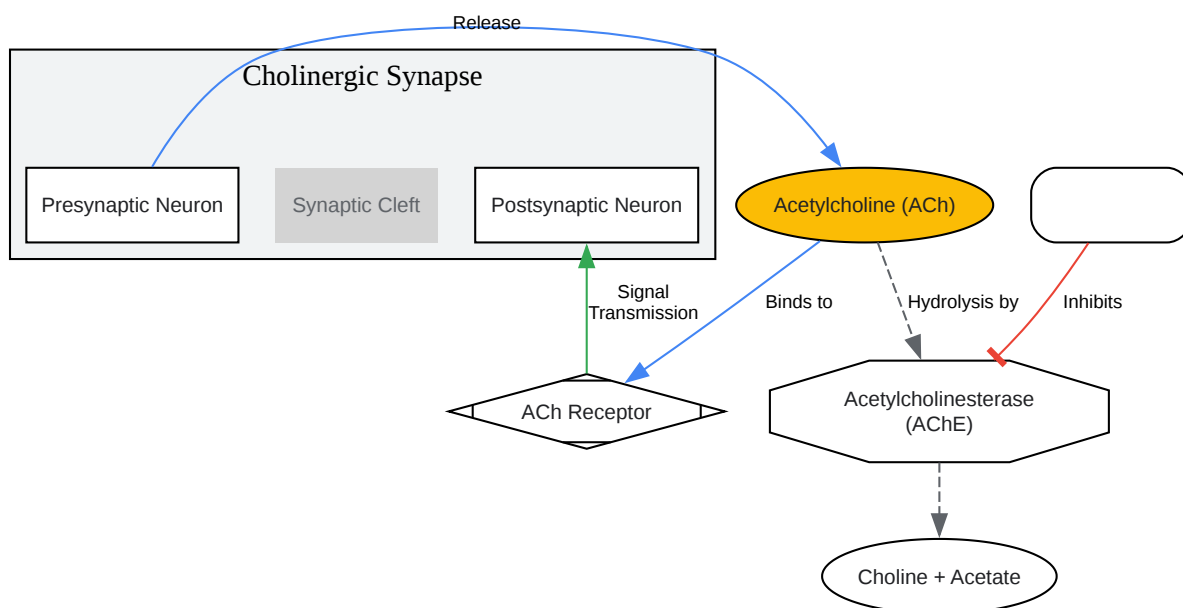 Release
Cholinergic Synapse
Presynaptic Neuron
Synaptic Cleft
Postsynaptic Neuron
Acetylcholine (ACh)
Signal
Transmission
Binds to
Hydrolysis by
Inhibits
ACh Receptor
Acetylcholinesterase
(AChE)
Choline + Acetate